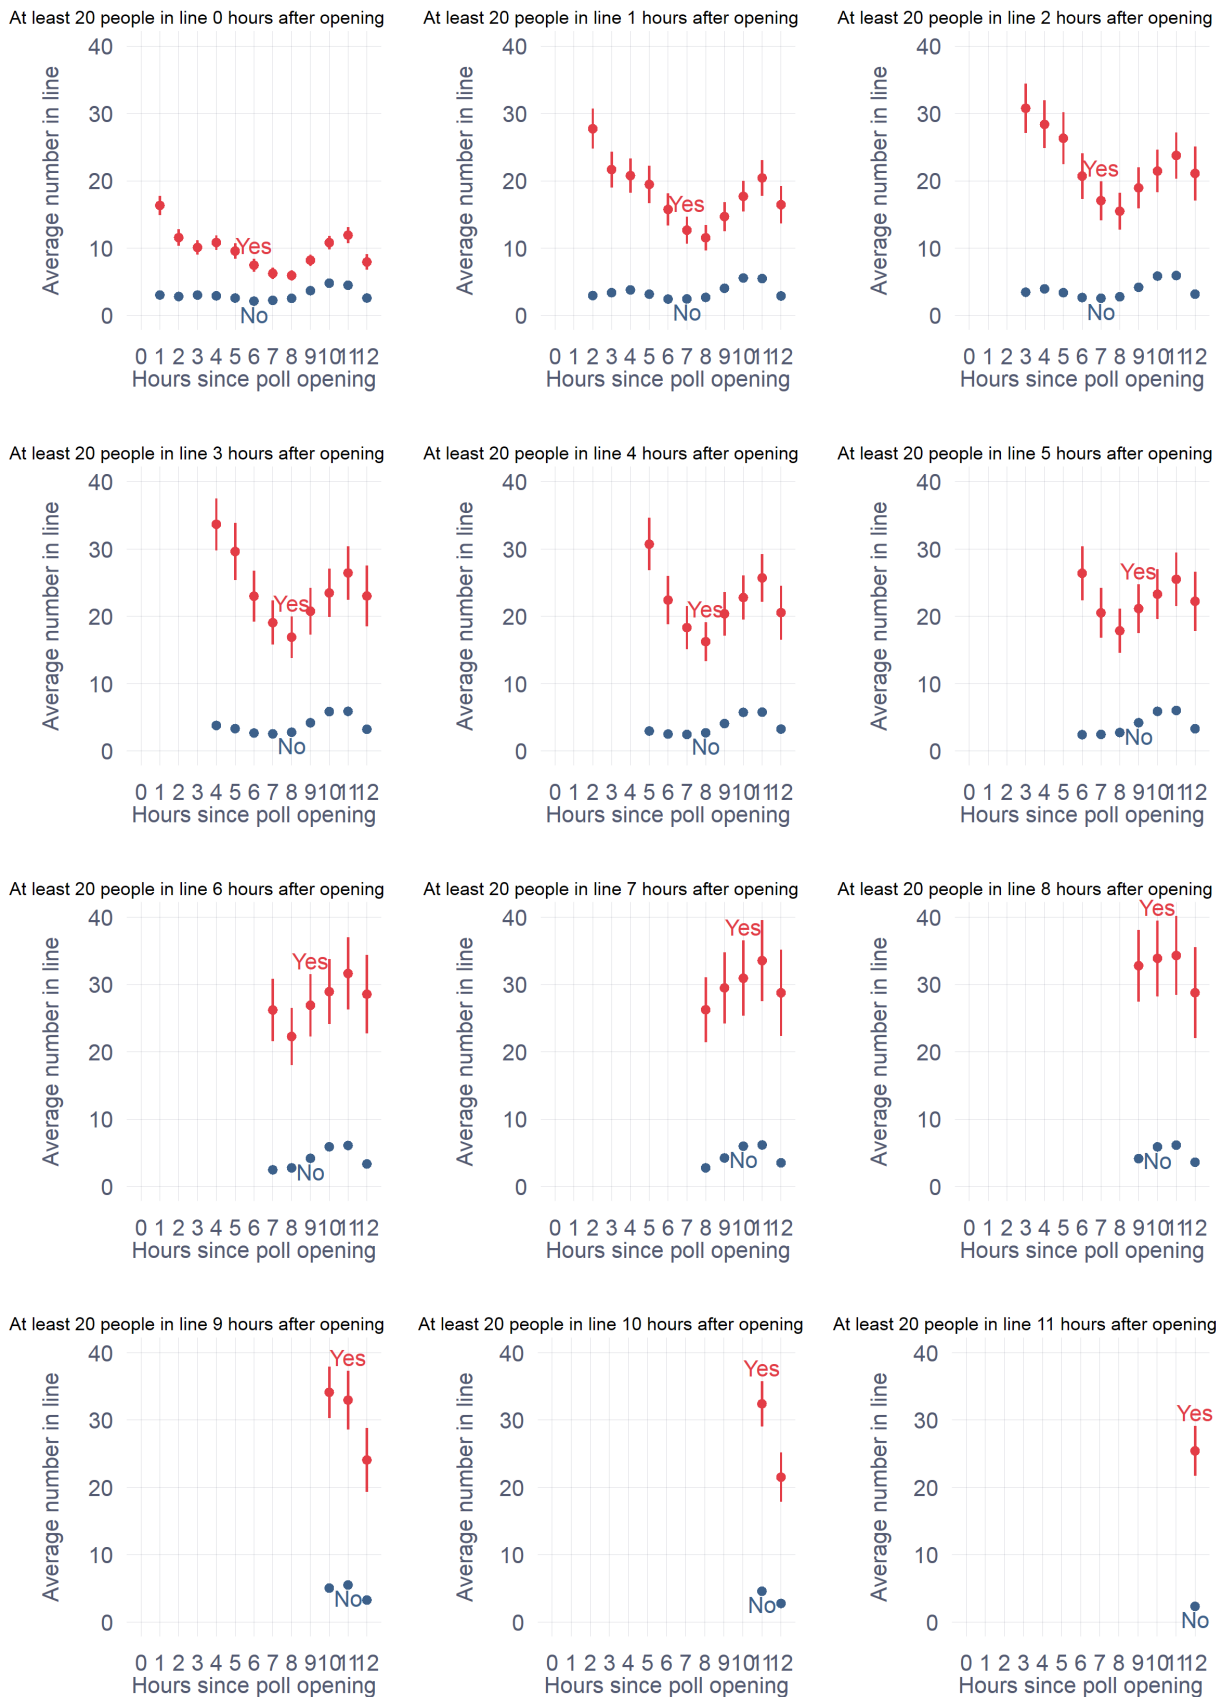 At least 20 people in line 0 hours after opening
40
30
20
10
0
Average number in line
Yes
No
0 1 2 3 4 5 6 7 8 9 10 11 12
Hours since poll opening
At least 20 people in line 1 hours after opening
40
30
20
10
0
Average number in line
Yes
No
0 1 2 3 4 5 6 7 8 9 10 11 12
Hours since poll opening
At least 20 people in line 2 hours after opening
40
30
20
10
0
Average number in line
Yes
No
0 1 2 3 4 5 6 7 8 9 10 11 12
Hours since poll opening
At least 20 people in line 3 hours after opening
40
30
20
10
0
Average number in line
Yes
No
0 1 2 3 4 5 6 7 8 9 10 11 12
Hours since poll opening
At least 20 people in line 4 hours after opening
40
30
20
10
0
Average number in line
Yes
No
0 1 2 3 4 5 6 7 8 9 10 11 12
Hours since poll opening
At least 20 people in line 5 hours after opening
40
30
20
10
0
Average number in line
Yes
No
0 1 2 3 4 5 6 7 8 9 10 11 12
Hours since poll opening
At least 20 people in line 6 hours after opening
40
30
20
10
0
Average number in line
Yes
No
0 1 2 3 4 5 6 7 8 9 10 11 12
Hours since poll opening
At least 20 people in line 7 hours after opening
40
30
20
10
0
Average number in line
Yes
No
0 1 2 3 4 5 6 7 8 9 10 11 12
Hours since poll opening
At least 20 people in line 8 hours after opening
40
30
20
10
0
Average number in line
Yes
No
0 1 2 3 4 5 6 7 8 9 10 11 12
Hours since poll opening
At least 20 people in line 9 hours after opening
40
30
20
10
0
Average number in line
Yes
No
0 1 2 3 4 5 6 7 8 9 10 11 12
Hours since poll opening
At least 20 people in line 10 hours after opening
40
30
20
10
0
Average number in line
Yes
No
0 1 2 3 4 5 6 7 8 9 10 11 12
Hours since poll opening
At least 20 people in line 11 hours after opening
40
30
20
10
0
Average number in line
Yes
No
0 1 2 3 4 5 6 7 8 9 10 11 12
Hours since poll opening